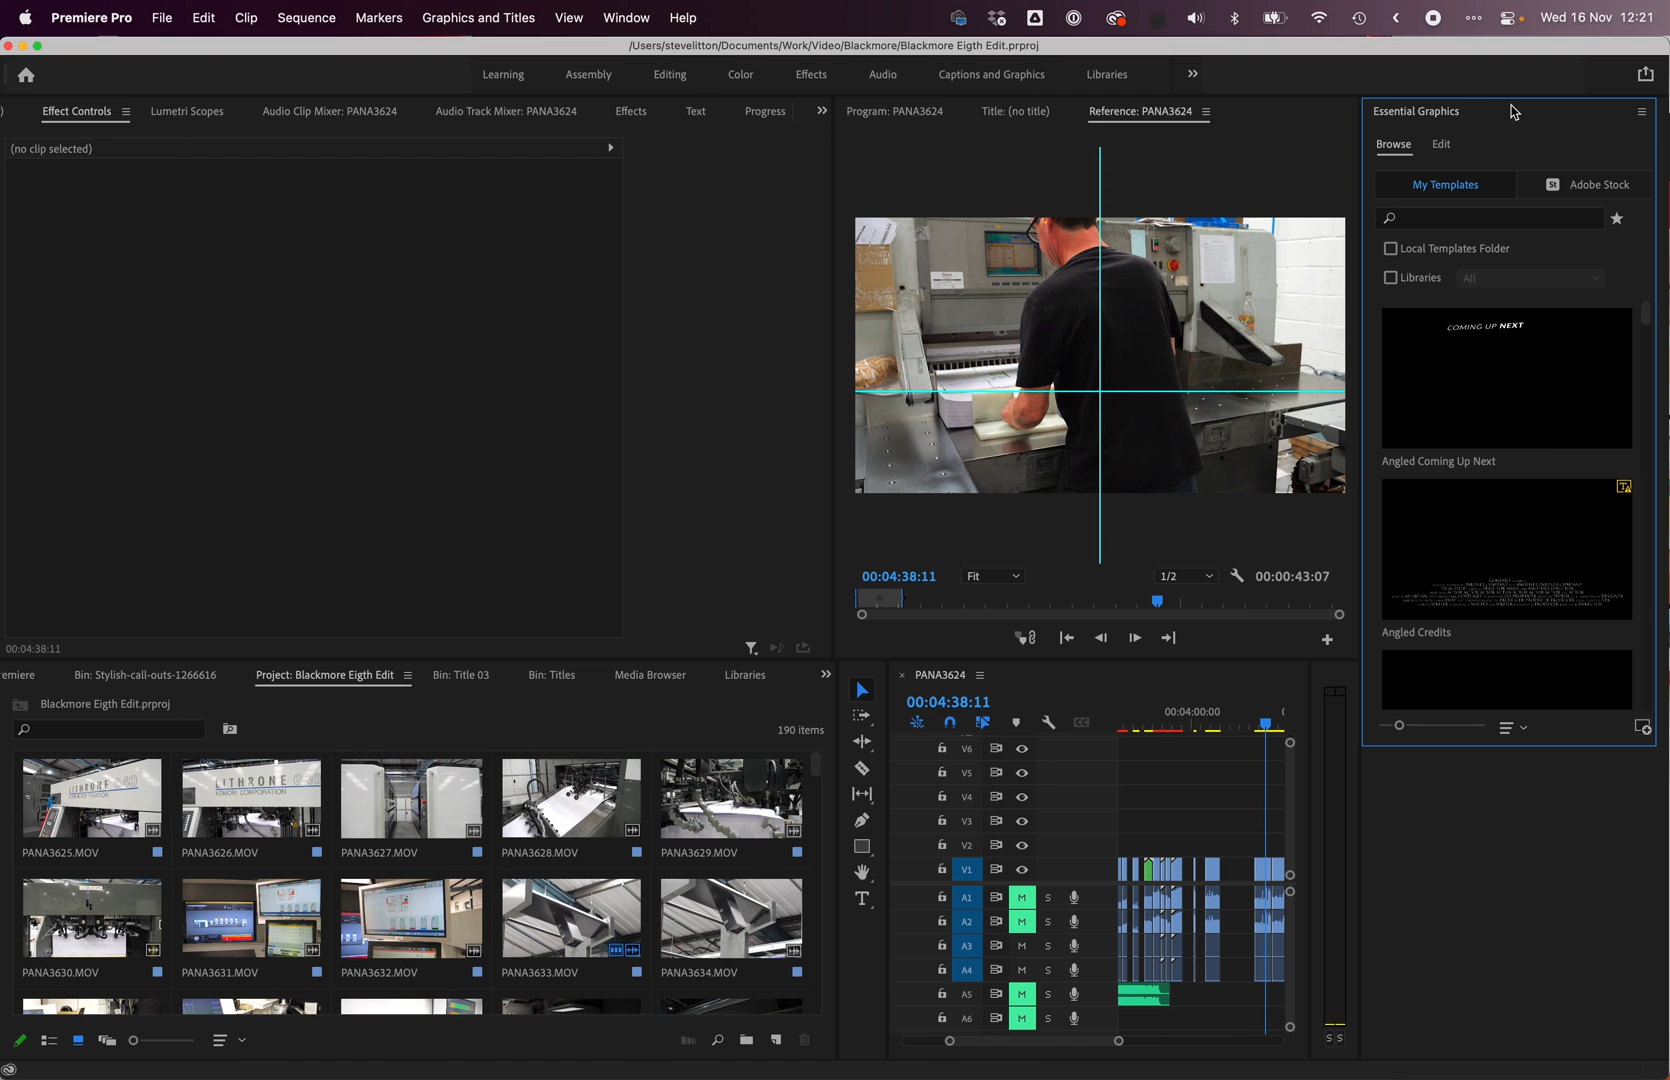 Premiere Pro File Edit Clip Sequence Markers Graphics and Titles View Window Help Wed 16 Nov 12:21
/Users/stevelitton/Documents/Work/Video/Blackmore/Blackmore Eigth Edit.prproj
Learning Assembly Editing Color Effects Audio Captions and Graphics Libraries
Effect Controls Lumetri Scopes Audio Clip Mixer: PANA3624 Audio Track Mixer: PANA3624 Effects Text Progress
(no clip selected)
00:04:38:11
Program: PANA3624 Title: (no title) Reference: PANA3624
00:04:38:11 Fit 1/2 00:00:43:07
Essential Graphics
Browse Edit
My Templates St Adobe Stock
Local Templates Folder
Libraries All
COMING UP NEXT
Angled Coming Up Next
Angled Credits
emiere Bin: Stylish-call-outs-1266616 Project: Blackmore Eigth Edit Bin: Title 03 Bin: Titles Media Browser Libraries
Blackmore Eigth Edit.prproj
190 items
LITHRONE G40
LITHRONE G
KOMORI CORPORATION
PANA3625.MOV PANA3626.MOV PANA3627.MOV PANA3628.MOV PANA3629.MOV
PANA3630.MOV PANA3631.MOV PANA3632.MOV PANA3633.MOV PANA3634.MOV
PANA3624
00:04:38:11
00:04:00:00
V6
V5
V4
V3
V2
V1
A1 M S
A2 M S
A3 M S
A4 M S
A5 M S
A6 M S
S S